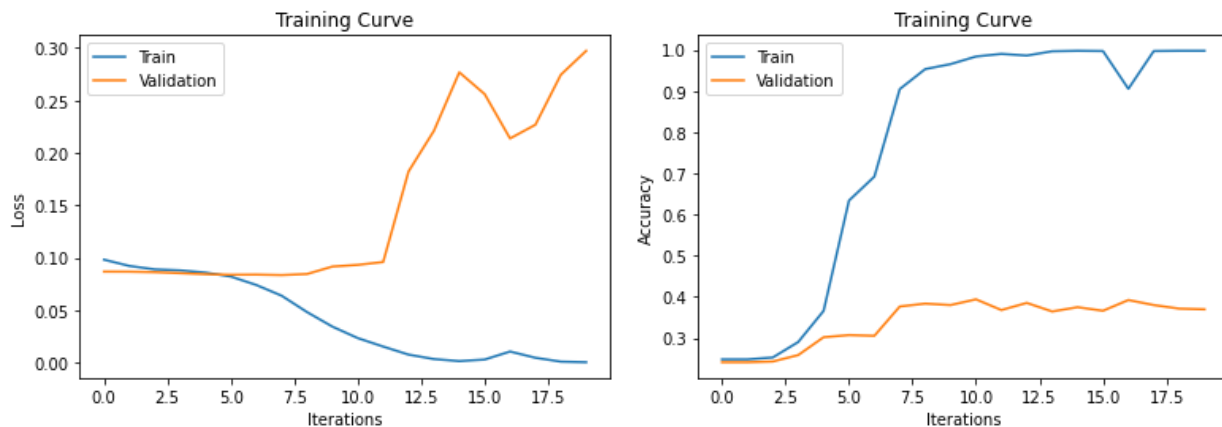 Training Curve
Train
Validation
0.30
0.25
0.20
0.15
0.10
0.05
0.00
Loss
0.0 2.5 5.0 7.5 10.0 12.5 15.0 17.5
Iterations
Training Curve
Train
Validation
1.0
0.9
0.8
0.7
0.6
0.5
0.4
0.3
Accuracy
0.0 2.5 5.0 7.5 10.0 12.5 15.0 17.5
Iterations